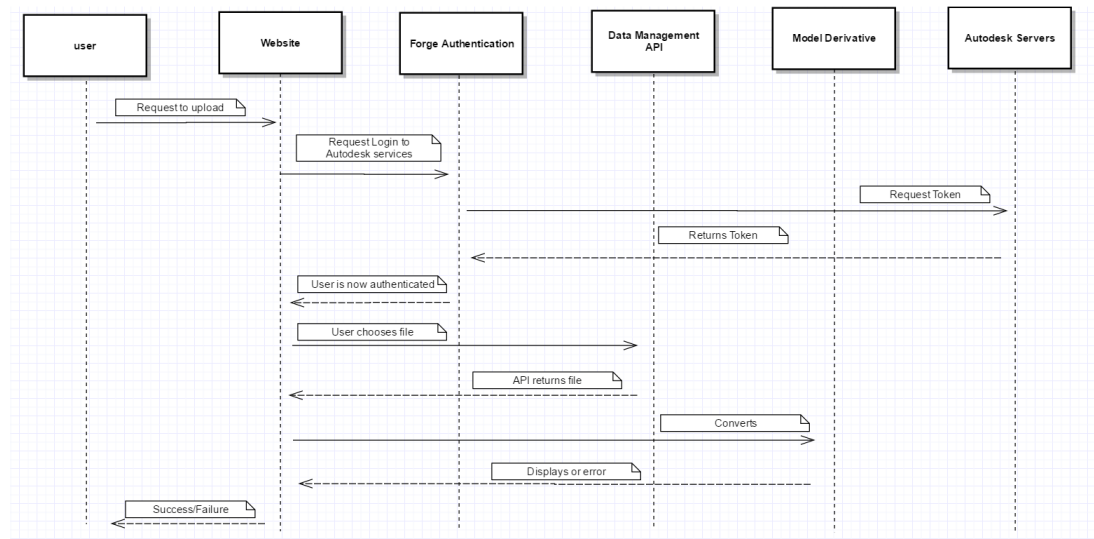 user
Website
Forge Authentication
Data Management
API
Model Derivative
Autodesk Servers
Request to upload
Request Login to
Autodesk services
Request Token
Returns Token
User is now authenticated
User chooses file
API returns file
Converts
Displays or error
Success/Failure